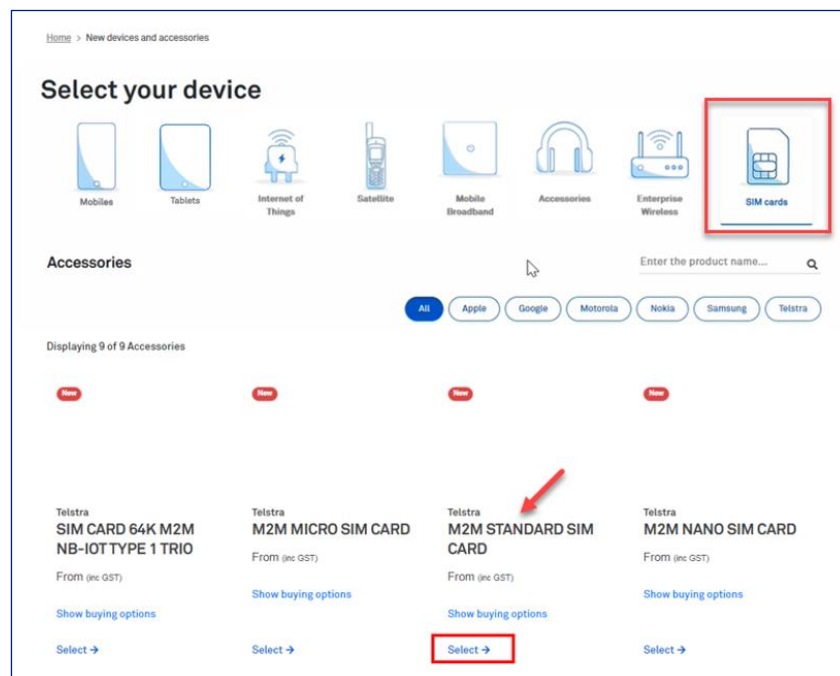 Home > New devices and accessories
Select your device
Mobiles
Tablets
Internet of
Things
Satellite
Mobile
Broadband
Accessories
Enterprise
Wireless
SIM cards
Accessories
Enter the product name...
All
Apple
Google
Motorola
Nokia
Samsung
Telstra
Displaying 9 of 9 Accessories
New
New
New
New
Telstra
SIM CARD 64K M2M
NB-IOT TYPE 1 TRIO
From (inc GST)
Show buying options
Select →
Telstra
M2M MICRO SIM CARD
From (inc GST)
Show buying options
Select →
Telstra
M2M STANDARD SIM
CARD
From (inc GST)
Show buying options
Select →
Telstra
M2M NANO SIM CARD
From (inc GST)
Show buying options
Select →